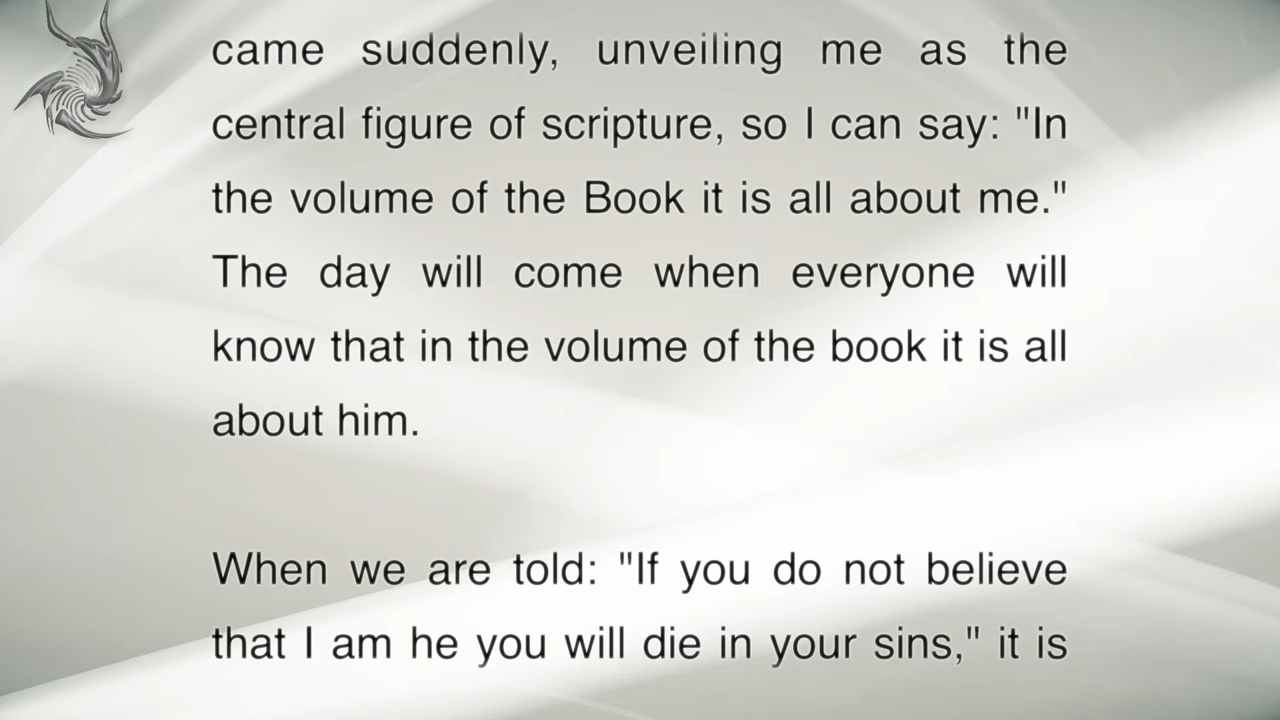 came suddenly, unveiling me as the
central figure of scripture, so I can say: "In
the volume of the Book it is all about me."
The day will come when everyone will
know that in the volume of the book it is all
about him.
When we are told: "If you do not believe
that I am he you will die in your sins," it is